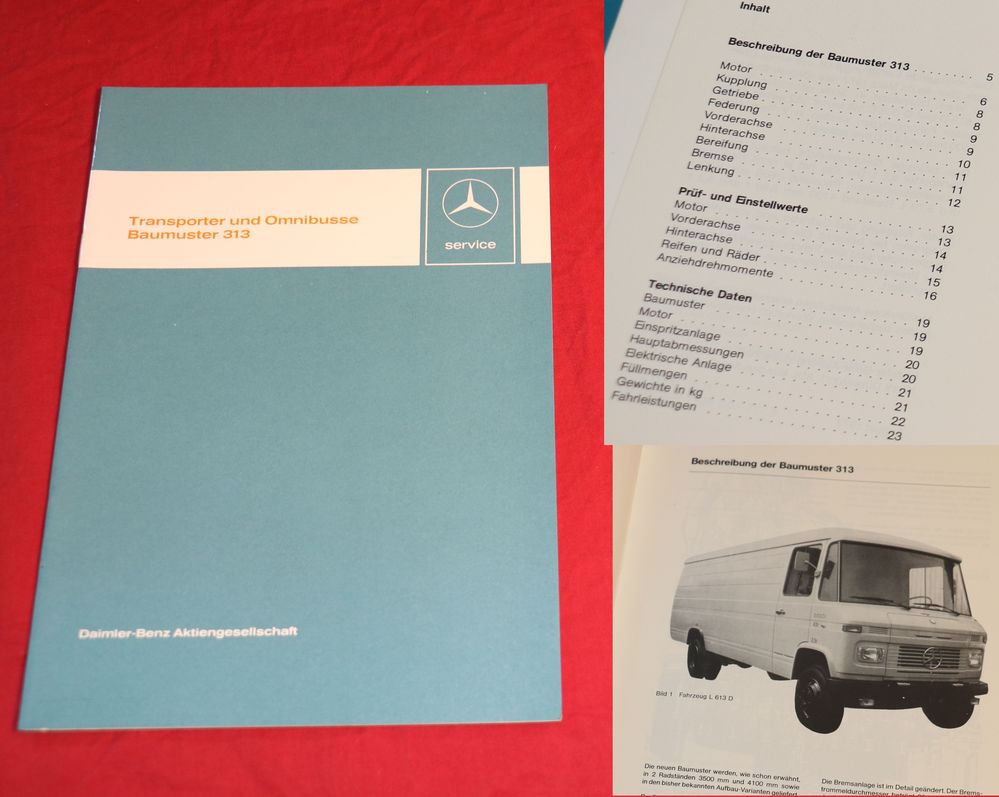 Transporter und Omnibusse
Baumuster 313
service
Daimler-Benz Aktiengesellschaft
Inhalt
Beschreibung der Baumuster 313 . . . . . . . . 5
Motor . . . . . . . . 6
Kupplung . . . . . . . . 8
Getriebe . . . . . . . . 8
Federung . . . . . . . . 9
Vorderachse . . . . . . . . 9
Hinterachse . . . . . . . . 10
Bereifung . . . . . . . . 11
Bremse . . . . . . . . 11
Lenkung . . . . . . . . 12
Prüf- und Einstellwerte . . . . . . . . 13
Motor . . . . . . . . 13
Vorderachse . . . . . . . . 14
Hinterachse . . . . . . . . 14
Reifen und Räder . . . . . . . . 15
Anziehdrehmomente . . . . . . . . 16
Technische Daten . . . . . . . . 19
Baumuster . . . . . . . . 19
Motor . . . . . . . . 19
Einspritzanlage . . . . . . . . 20
Hauptabmessungen . . . . . . . . 20
Elektrische Anlage . . . . . . . . 21
Füllmengen . . . . . . . . 21
Gewichte in kg . . . . . . . . 22
Fahrleistungen . . . . . . . . 23
Beschreibung der Baumuster 313
Bild 1 Fahrzeug L 613 D
Die neuen Baumuster werden, wie schon erwähnt,
in 2 Radständen 3500 mm und 4100 mm sowie
in den bisher bekannten Aufbau-Varianten geliefert
Die Bremsanlage ist im Detail geändert. Der Brems-
trommeldurchmesser beträgt